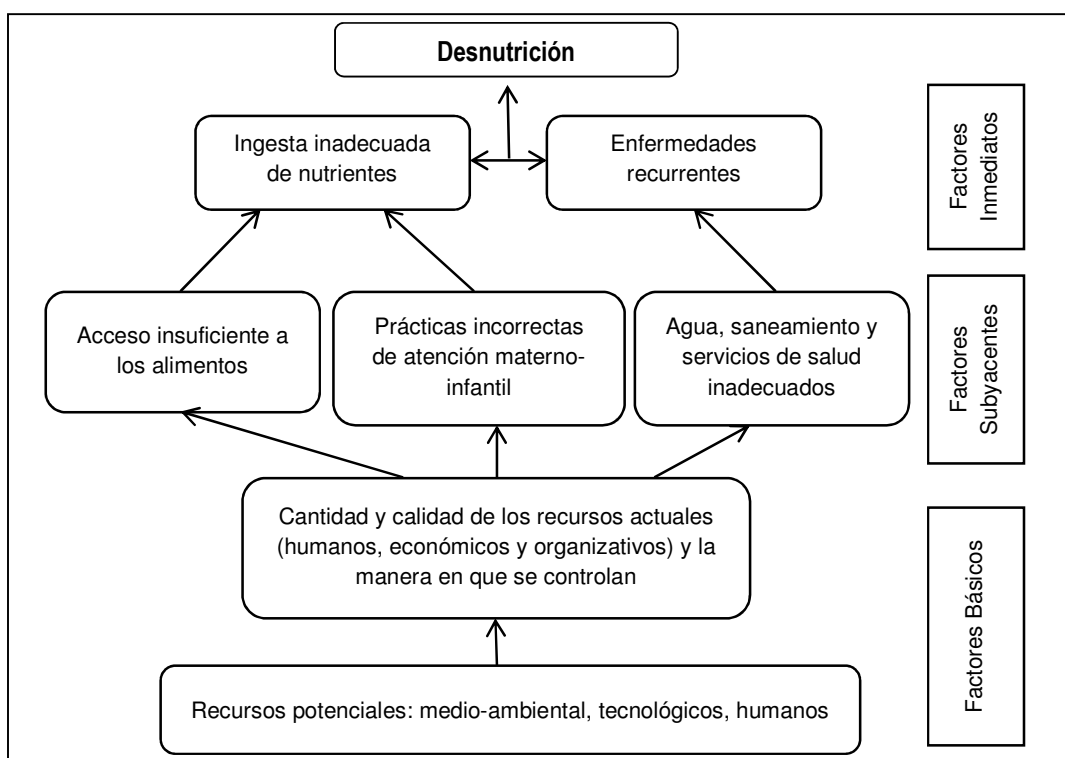 Desnutrición
Ingesta inadecuada
de nutrientes
Enfermedades
recurrentes
Factores
Inmediatos
Acceso insuficiente a
los alimentos
Prácticas incorrectas
de atención materno-
infantil
Agua, saneamiento y
servicios de salud
inadecuados
Factores
Subyacentes
Cantidad y calidad de los recursos actuales
(humanos, económicos y organizativos) y la
manera en que se controlan
Recursos potenciales: medio-ambiental, tecnológicos, humanos
Factores Básicos